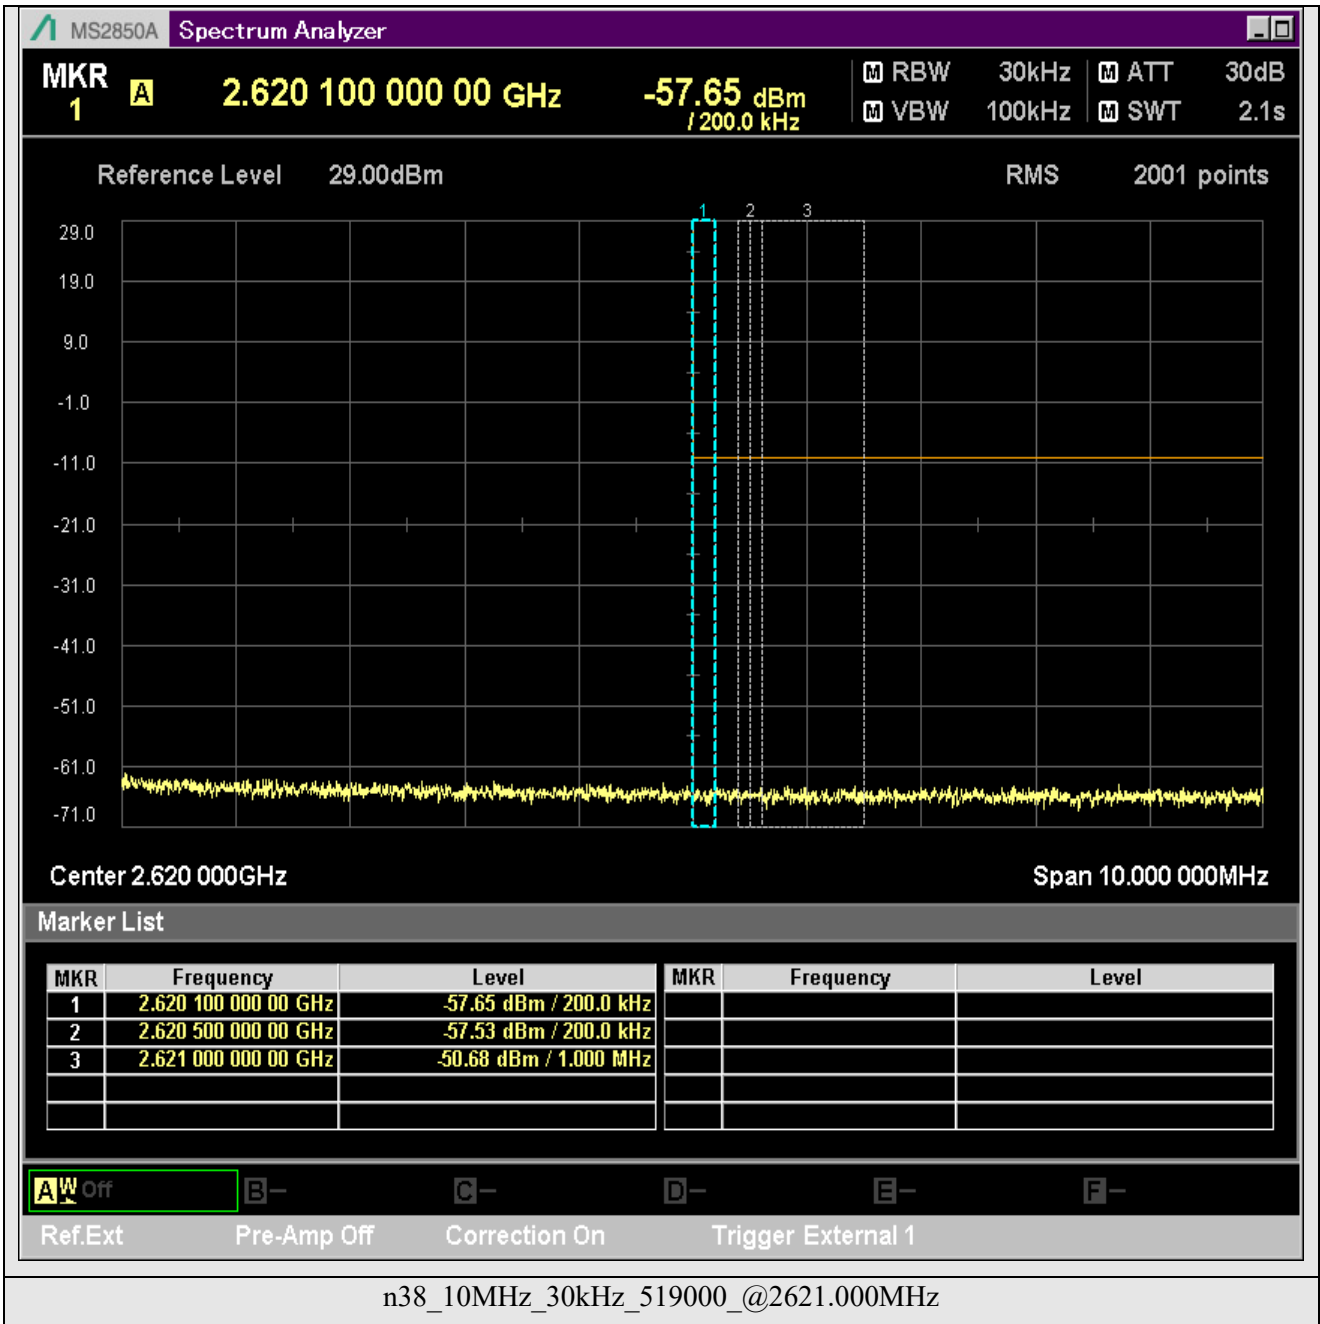 MS2850A Spectrum Analyzer
MKR 1 A 2.620 100 000 00 GHz -57.65 dBm / 200.0 kHz
M RBW 30kHz M ATT 30dB
M VBW 100kHz M SWT 2.1s
Reference Level 29.00dBm RMS 2001 points
1 2 3
29.0
19.0
9.0
-1.0
-11.0
-21.0
-31.0
-41.0
-51.0
-61.0
-71.0
Center 2.620 000GHz Span 10.000 000MHz
Marker List
MKR Frequency Level MKR Frequency Level
1 2.620 100 000 00 GHz -57.65 dBm / 200.0 kHz
2 2.620 500 000 00 GHz -57.53 dBm / 200.0 kHz
3 2.621 000 000 00 GHz -50.68 dBm / 1.000 MHz
A W Off B - C - D - E - F -
Ref.Ext Pre-Amp Off Correction On Trigger External 1
n38_10MHz_30kHz_519000_@2621.000MHz